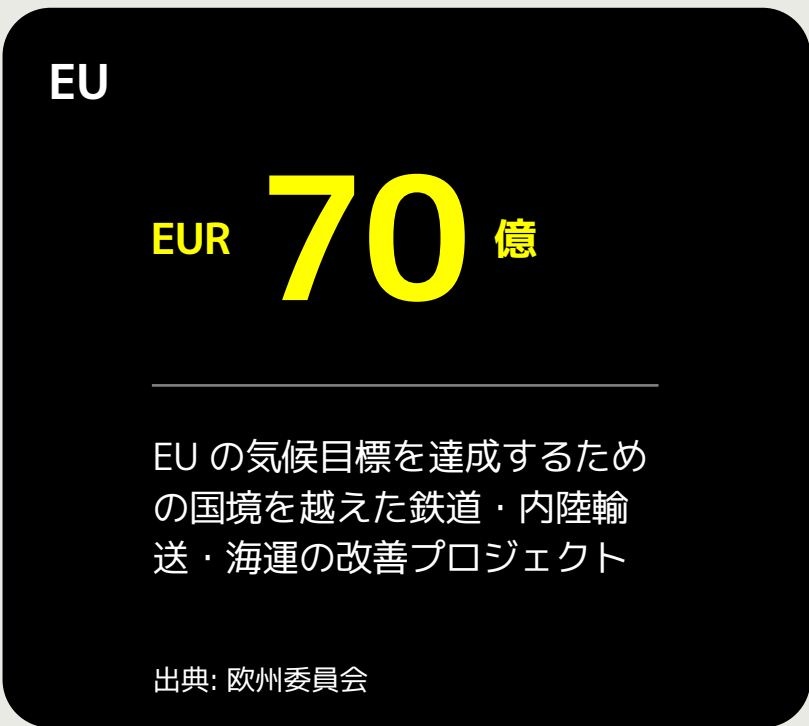 EU
EUR 70 億
EU の気候目標を達成するため
の国境を越えた鉄道・内陸輸
送・海運の改善プロジェクト
出典: 欧州委員会